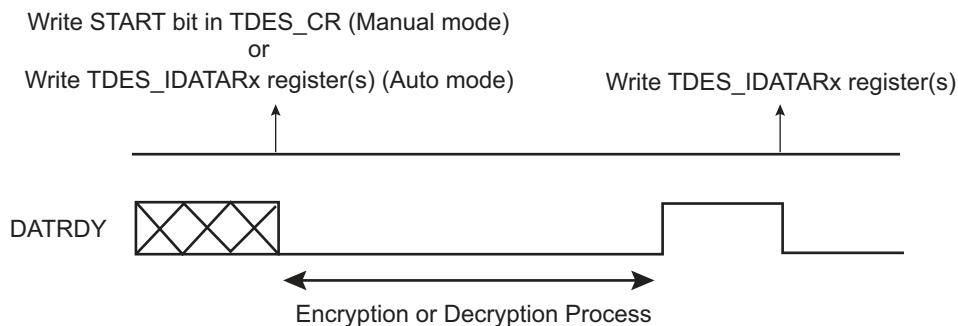 Write START bit in TDES_CR (Manual mode)
or
Write TDES_IDATARx register(s) (Auto mode)
Write TDES_IDATARx register(s)
DATRDY
Encryption or Decryption Process